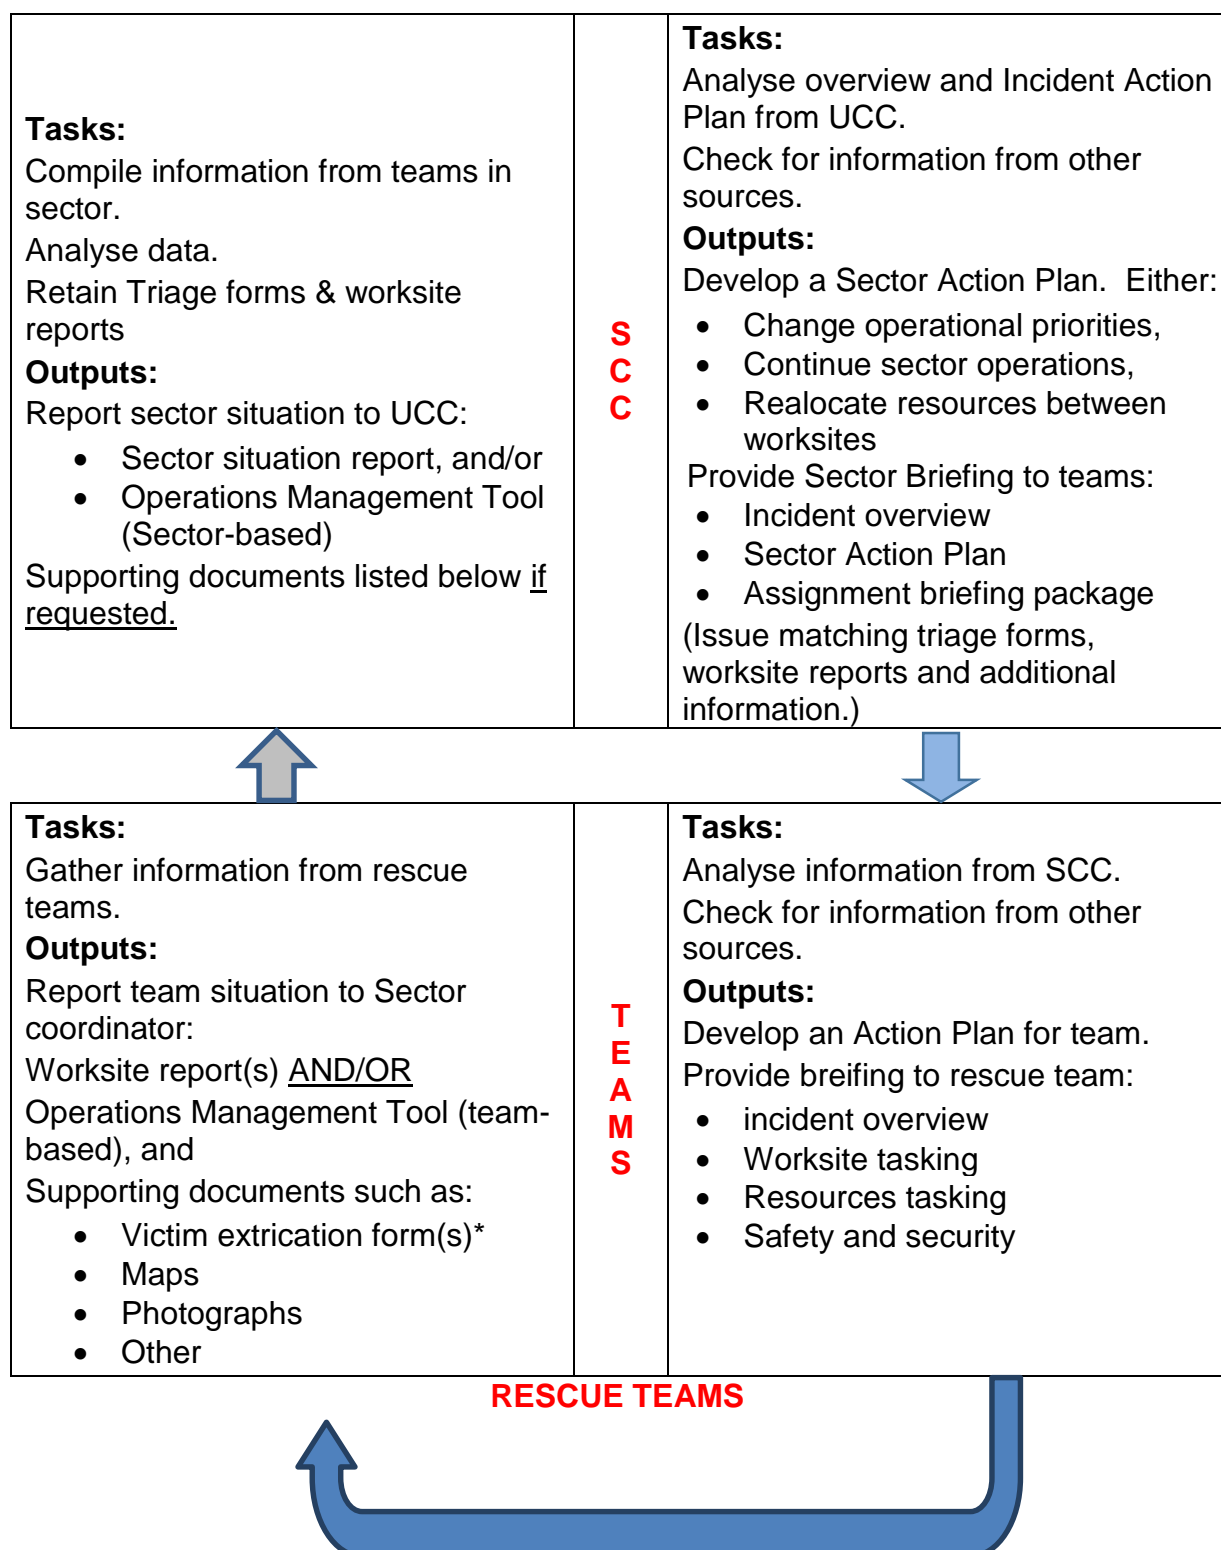 Tasks:
Compile information from teams in
sector.
Analyse data.
Retain Triage forms & worksite
reports
Outputs:
Report sector situation to UCC:
• Sector situation report, and/or
• Operations Management Tool
(Sector-based)
Supporting documents listed below if
requested.
S
C
C
Tasks:
Analyse overview and Incident Action
Plan from UCC.
Check for information from other
sources.
Outputs:
Develop a Sector Action Plan.  Either:
• Change operational priorities,
• Continue sector operations,
• Realocate resources between
worksites
Provide Sector Briefing to teams:
• Incident overview
• Sector Action Plan
• Assignment briefing package
(Issue matching triage forms,
worksite reports and additional
information.)
Tasks:
Gather information from rescue
teams.
Outputs:
Report team situation to Sector
coordinator:
Worksite report(s) AND/OR
Operations Management Tool (team-
based), and
Supporting documents such as:
• Victim extrication form(s)*
• Maps
• Photographs
• Other
T
E
A
M
S
Tasks:
Analyse information from SCC.
Check for information from other
sources.
Outputs:
Develop an Action Plan for team.
Provide breifing to rescue team:
• incident overview
• Worksite tasking
• Resources tasking
• Safety and security
RESCUE TEAMS